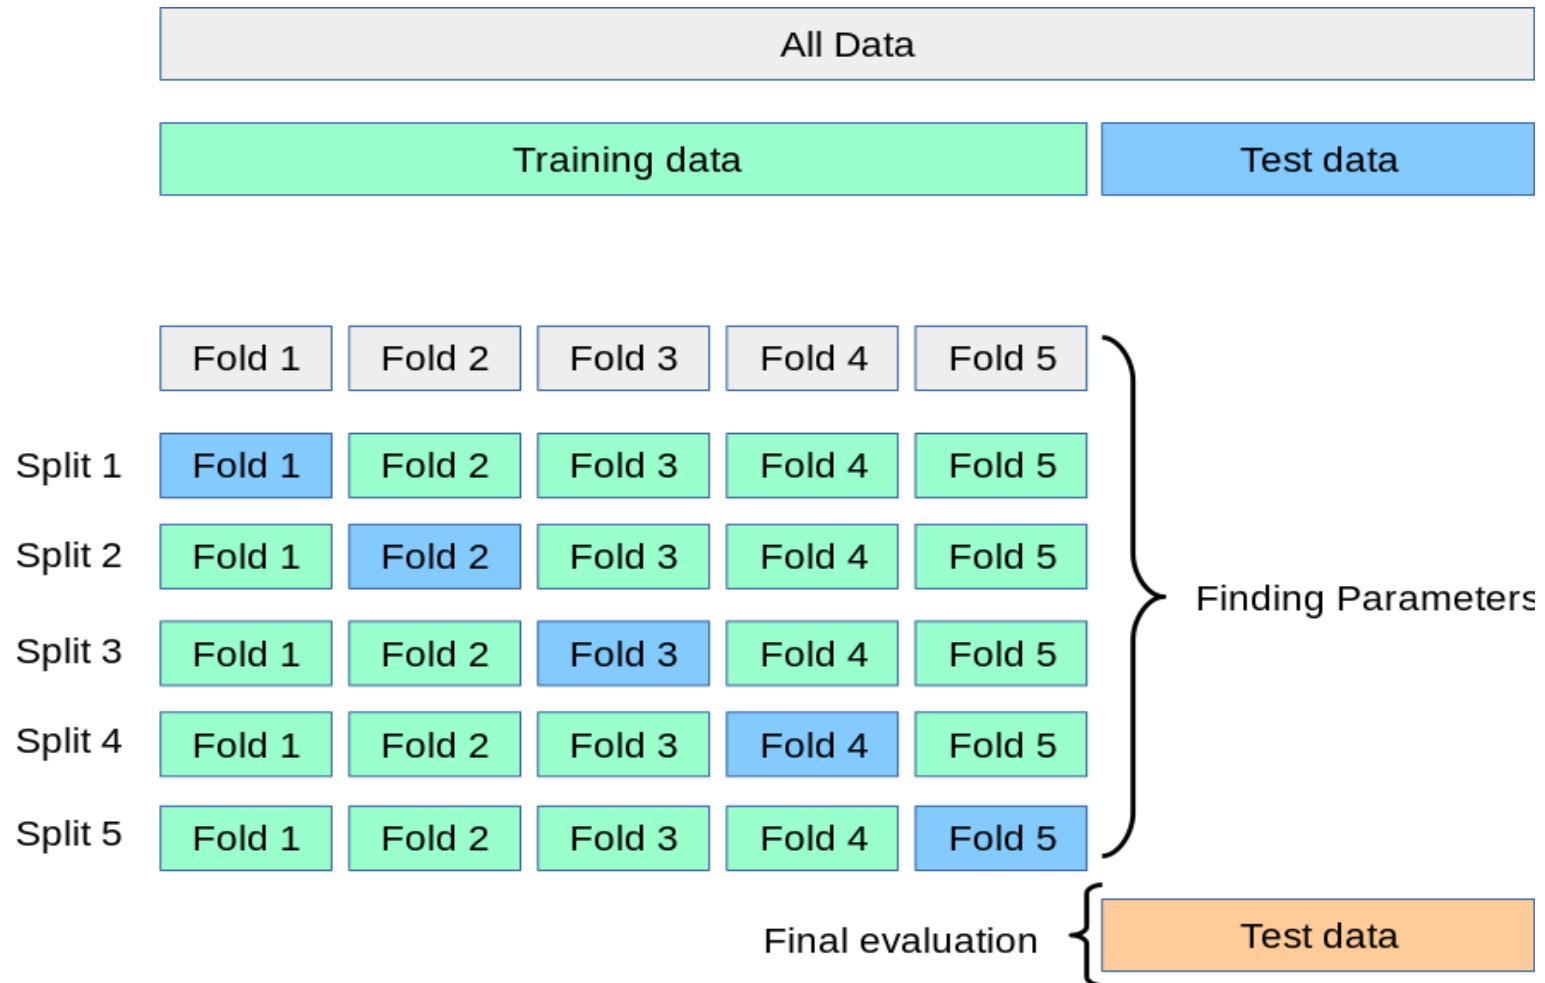 All Data
Training data Test data
Fold 1 Fold 2 Fold 3 Fold 4 Fold 5
Split 1 Fold 1 Fold 2 Fold 3 Fold 4 Fold 5
Split 2 Fold 1 Fold 2 Fold 3 Fold 4 Fold 5
Finding Parameters
Split 3 Fold 1 Fold 2 Fold 3 Fold 4 Fold 5
Split 4 Fold 1 Fold 2 Fold 3 Fold 4 Fold 5
Split 5 Fold 1 Fold 2 Fold 3 Fold 4 Fold 5
Final evaluation Test data